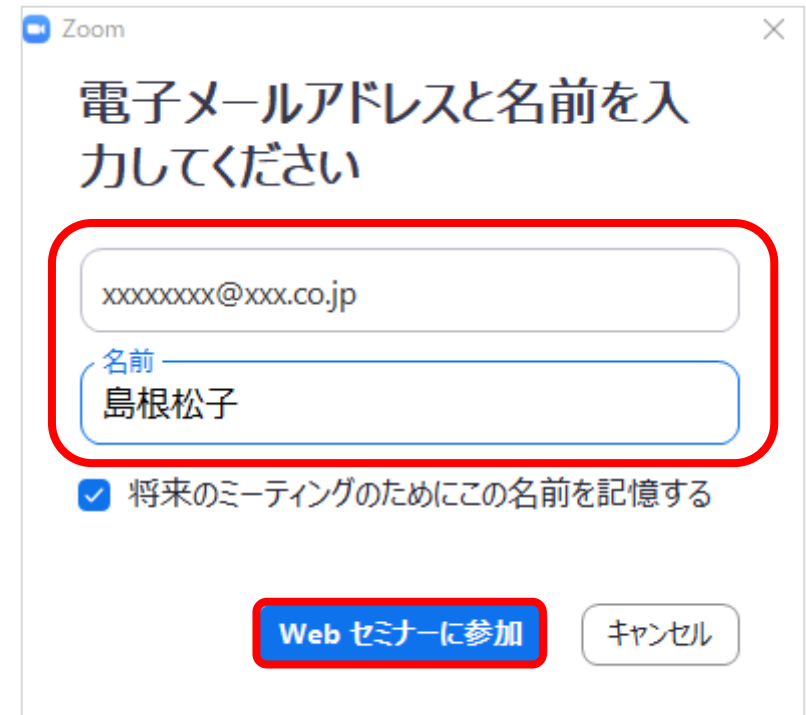 Zoom
電子メールアドレスと名前を入
力してください
xxxxxxxx@xxx.co.jp
名前
島根松子
将来のミーティングのためにこの名前を記憶する
Web セミナーに参加
キャンセル